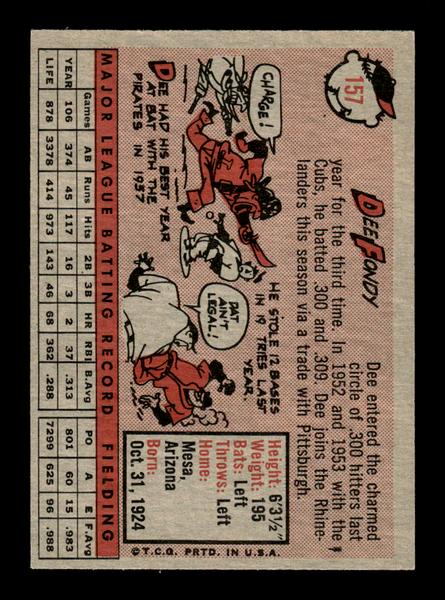 157
DEE FONDY
Dee entered the charmed
circle of .300 hitters last
year for the third time. In 1952 and 1953 with the
Cubs, he batted .300 and .309. Dee joins the Rhine-
landers this season via a trade with Pittsburgh.
CHARGE!
DEE HAD HIS BEST YEAR
AT BAT WITH THE
PIRATES IN 1957
HE STOLE 12 BASES
IN 19 TRIES LAST
YEAR.
DAT
AIN'T
LEGAL!
Height: 6'3½"
Weight: 195
Bats: Left
Throws: Left
Home:
Mesa,
Arizona
Born:
Oct. 31, 1924
©T.C.G. PRTD. IN U.S.A.
MAJOR LEAGUE BATTING RECORD FIELDING
Games AB Runs Hits 2B 3B HR RBI B.Avg PO A E F.Avg
YEAR 106 374 45 117 16 3 2 37 .313 801 60 15 .983
LIFE 878 3378 414 973 143 46 68 362 .288 7299 625 96 .988